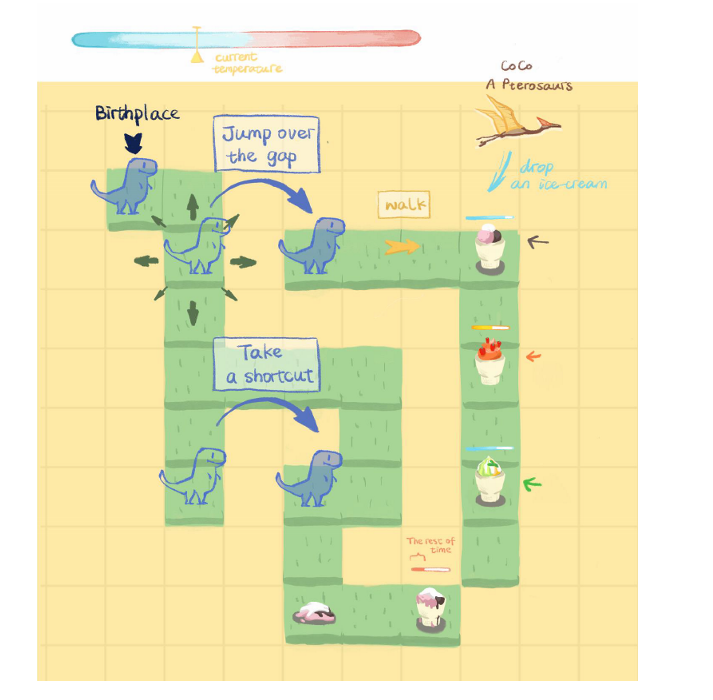 current
temperature
CoCo
A Pterosaurs
Birthplace
Jump over
the gap
drop
an ice-cream
walk
Take
a shortcut
The rest of
time